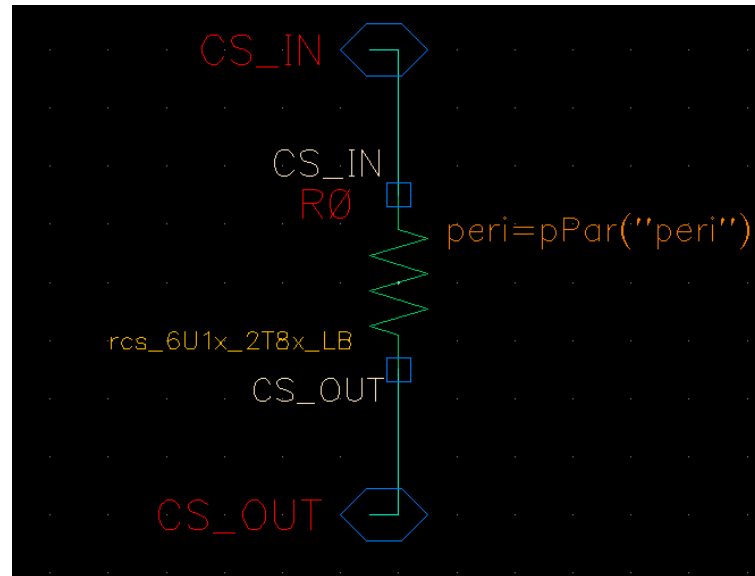 CS_IN
CS_IN
R0
peri=pPar("peri")
rcs_6U1x_2T8x_LB
CS_OUT
CS_OUT